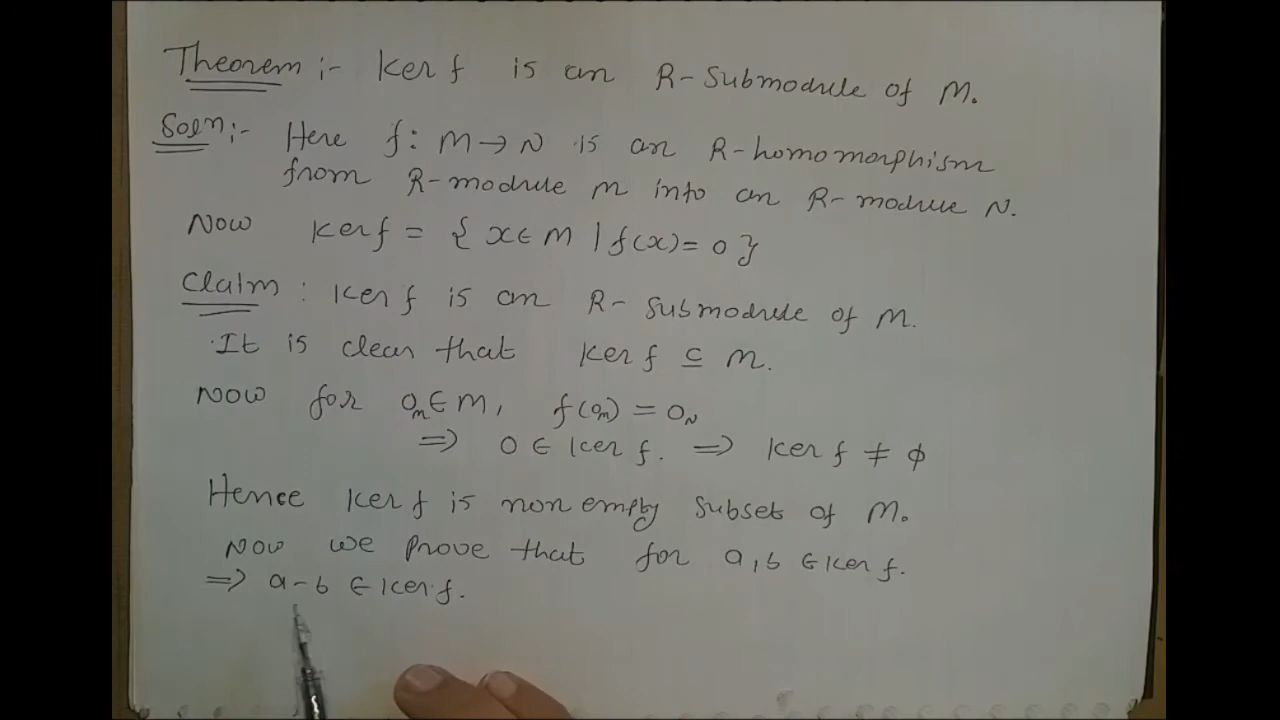 Theorem :- Ker f is an R-submodule of M.
Soln :- Here f : M → N is an R-homomorphism
from R-module M into an R-module N.
Now Ker f = { x ∈ M | f(x) = 0 }
Claim : Ker f is an R-submodule of M.
It is clear that Ker f ⊆ M.
Now for 0ₘ ∈ M, f(0ₘ) = 0_N
⇒ 0 ∈ Ker f. ⇒ Ker f ≠ ϕ
Hence Ker f is non empty subset of M.
Now we prove that for a, b ∈ Ker f.
⇒ a - b ∈ Ker f.